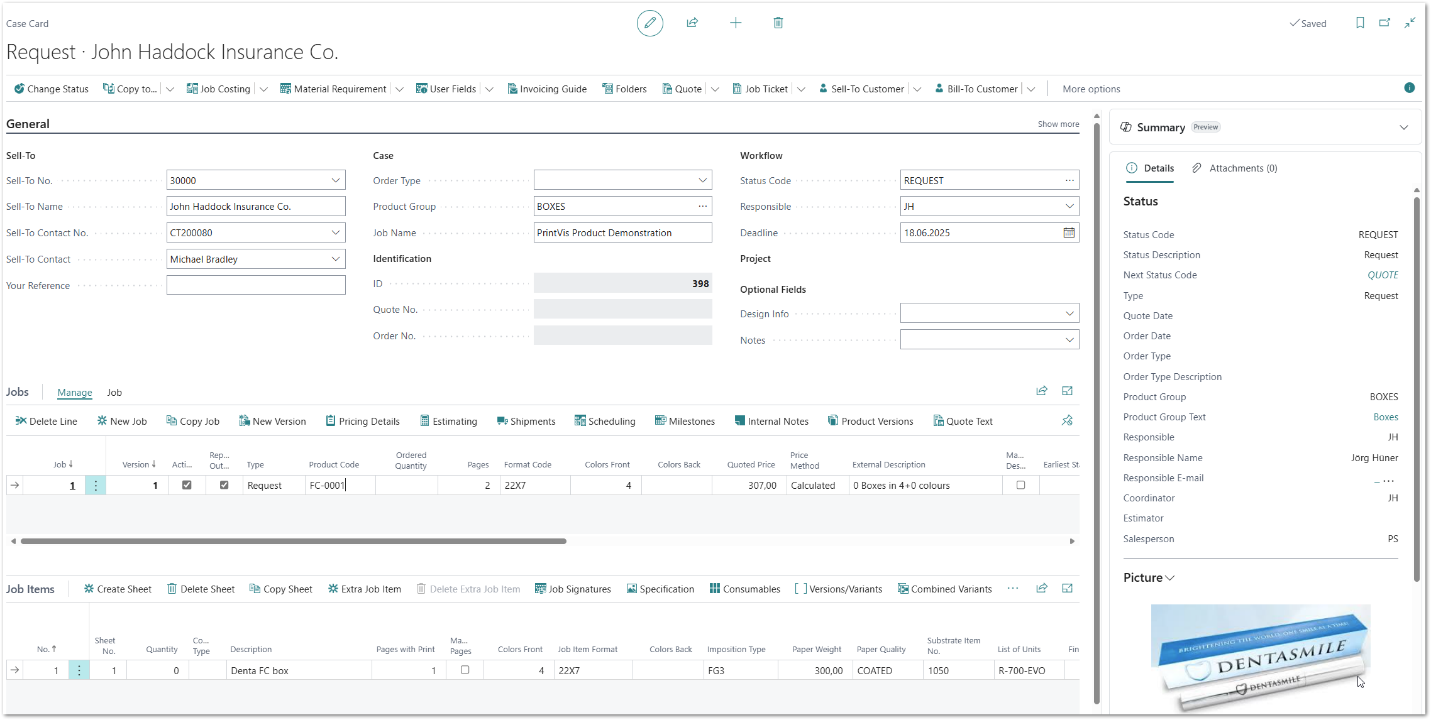 Case Card
Saved
Request · John Haddock Insurance Co.
Change Status Copy to... Job Costing Material Requirement User Fields Invoicing Guide Folders Quote Job Ticket Sell-To Customer Bill-To Customer More options
General Show more
Sell-To
Sell-To No. 30000
Sell-To Name John Haddock Insurance Co.
Sell-To Contact No. CT200080
Sell-To Contact Michael Bradley
Your Reference
Case
Order Type
Product Group BOXES
Job Name PrintVis Product Demonstration
Identification
ID 398
Quote No.
Order No.
Workflow
Status Code REQUEST
Responsible JH
Deadline 18.06.2025
Project
Optional Fields
Design Info
Notes
Jobs Manage Job
Delete Line New Job Copy Job New Version Pricing Details Estimating Shipments Scheduling Milestones Internal Notes Product Versions Quote Text
Job ↓ Version ↓ Acti... Rep... Out... Type Product Code Ordered Quantity Pages Format Code Colors Front Colors Back Quoted Price Price Method External Description Ma... Des... Earliest Sta
1 1 Request FC-0001 2 22X7 4 307,00 Calculated 0 Boxes in 4+0 colours
Job Items Create Sheet Delete Sheet Copy Sheet Extra Job Item Delete Extra Job Item Job Signatures Specification Consumables Versions/Variants Combined Variants
No. ↑ Sheet No. Quantity Co... Type Description Pages with Print Ma... Pages Colors Front Job Item Format Colors Back Imposition Type Paper Weight Paper Quality Substrate Item No. List of Units Fin
1 1 0 Denta FC box 1 4 22X7 FG3 300,00 COATED 1050 R-700-EVO
Summary Preview
Details Attachments (0)
Status
Status Code REQUEST
Status Description Request
Next Status Code QUOTE
Type Request
Quote Date
Order Date
Order Type
Order Type Description
Product Group BOXES
Product Group Text Boxes
Responsible JH
Responsible Name Jörg Hüner
Responsible E-mail _ ...
Coordinator JH
Estimator
Salesperson PS
Picture
BRIGHTENING THE WORLD ONE SMILE AT A TIME
DENTASMILE
DENTASMILE